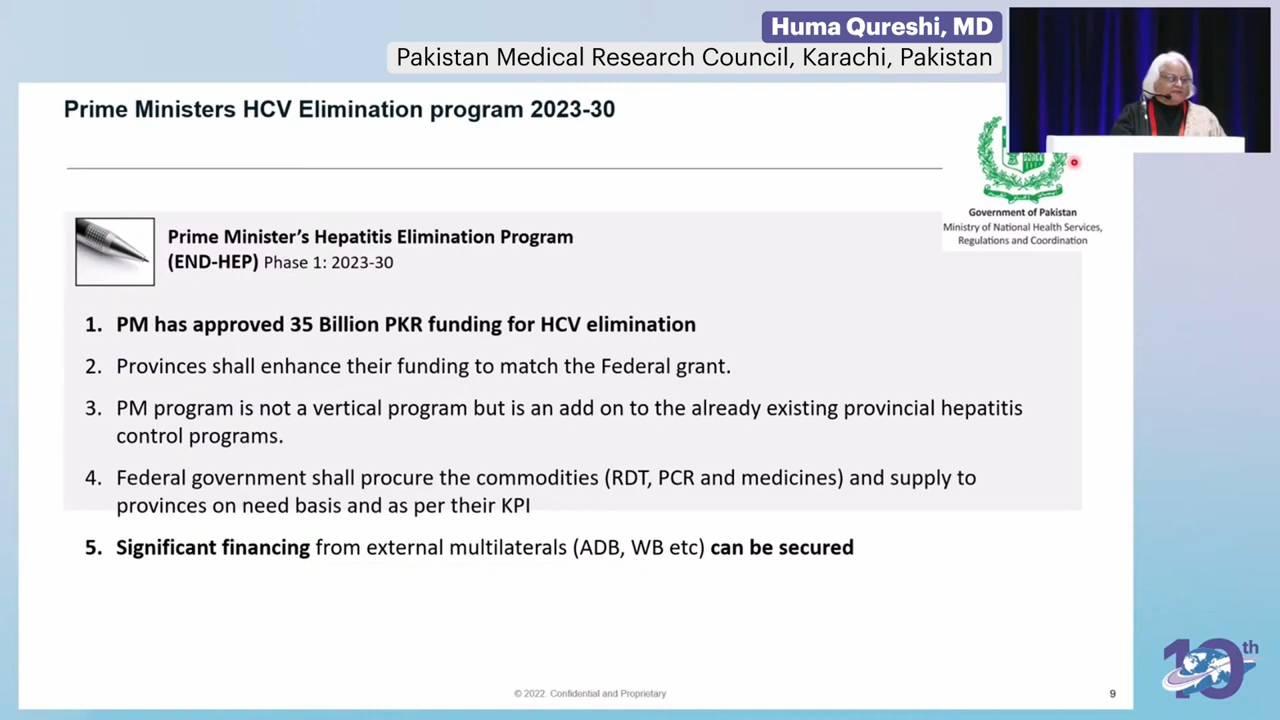 Huma Qureshi, MD
Pakistan Medical Research Council, Karachi, Pakistan
Prime Ministers HCV Elimination program 2023-30
Government of Pakistan
Ministry of National Health Services,
Regulations and Coordination
Prime Minister's Hepatitis Elimination Program
(END-HEP) Phase 1: 2023-30
1. PM has approved 35 Billion PKR funding for HCV elimination
2. Provinces shall enhance their funding to match the Federal grant.
3. PM program is not a vertical program but is an add on to the already existing provincial hepatitis
control programs.
4. Federal government shall procure the commodities (RDT, PCR and medicines) and supply to
provinces on need basis and as per their KPI
5. Significant financing from external multilaterals (ADB, WB etc) can be secured
© 2022. Confidential and Proprietary
9
10th